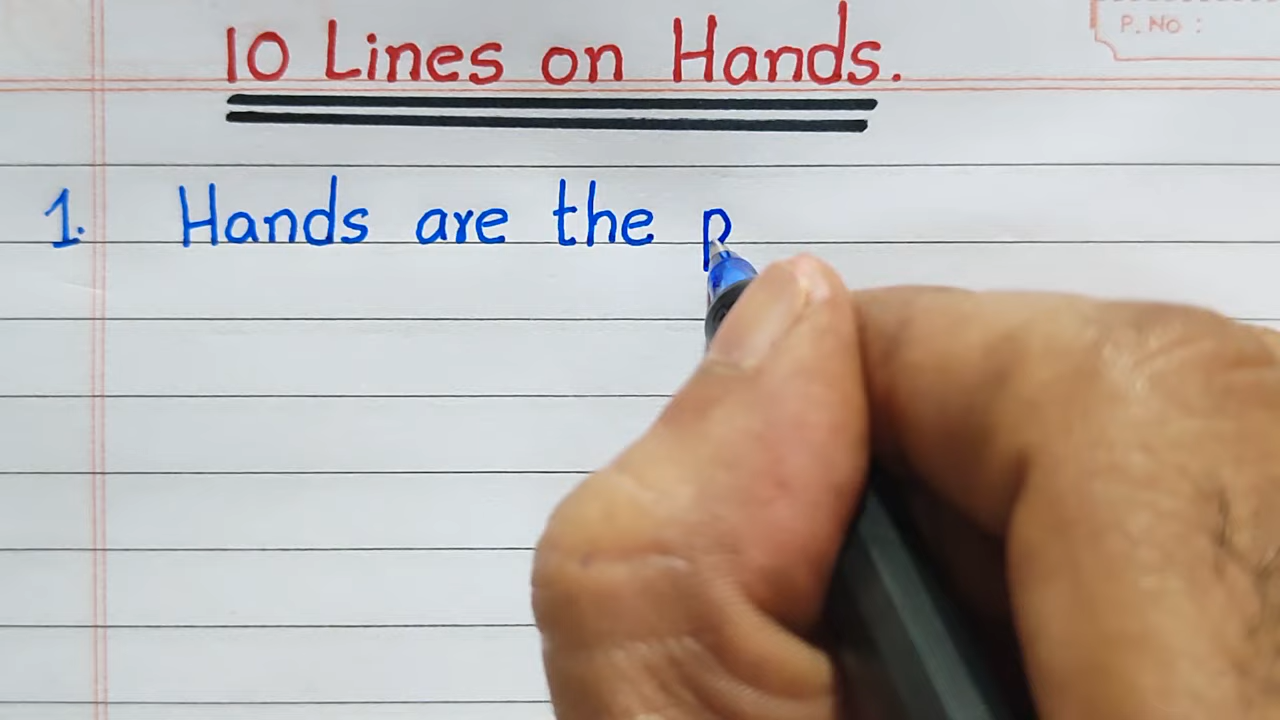 P. No :
10 Lines on Hands.
1. Hands are the p